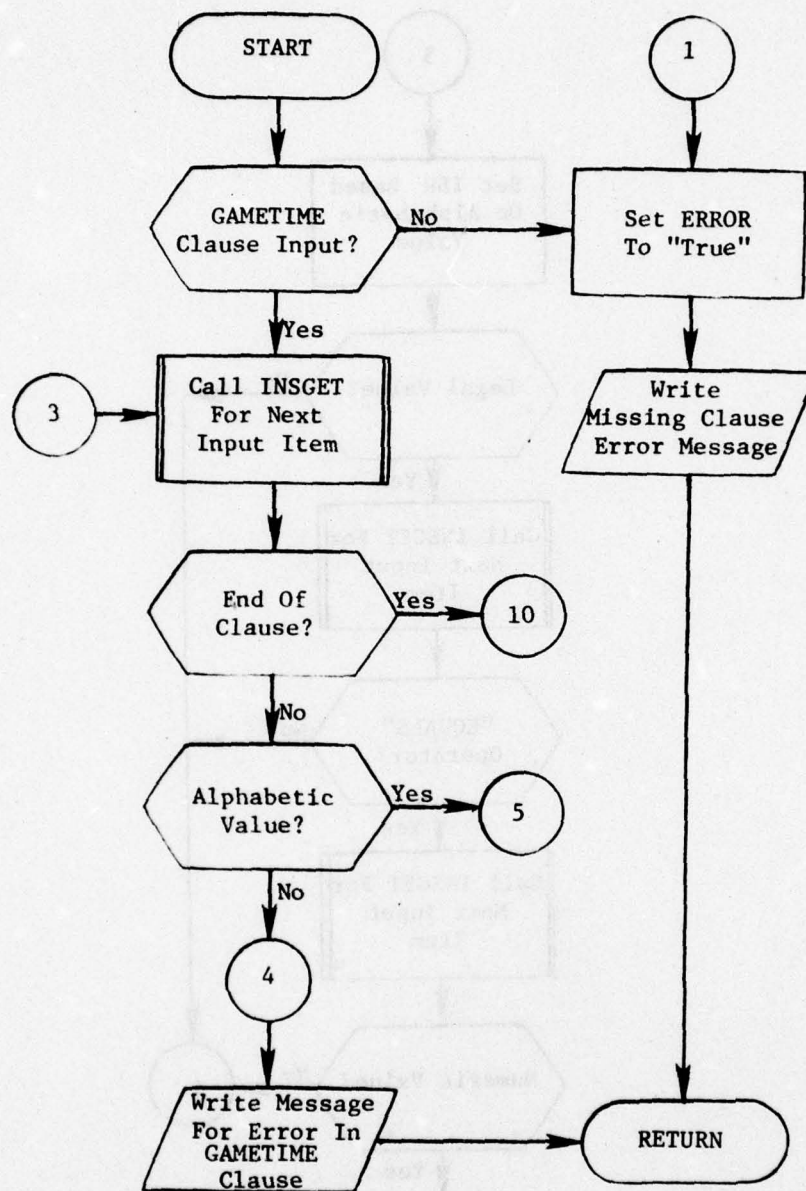 START
1
GAMETIME
Clause Input?
No
Set ERROR
To "True"
Yes
3
Call INSGET
For Next
Input Item
Write
Missing Clause
Error Message
End Of
Clause?
Yes
10
No
Alphabetic
Value?
Yes
5
No
4
Write Message
For Error In
GAMETIME
Clause
RETURN